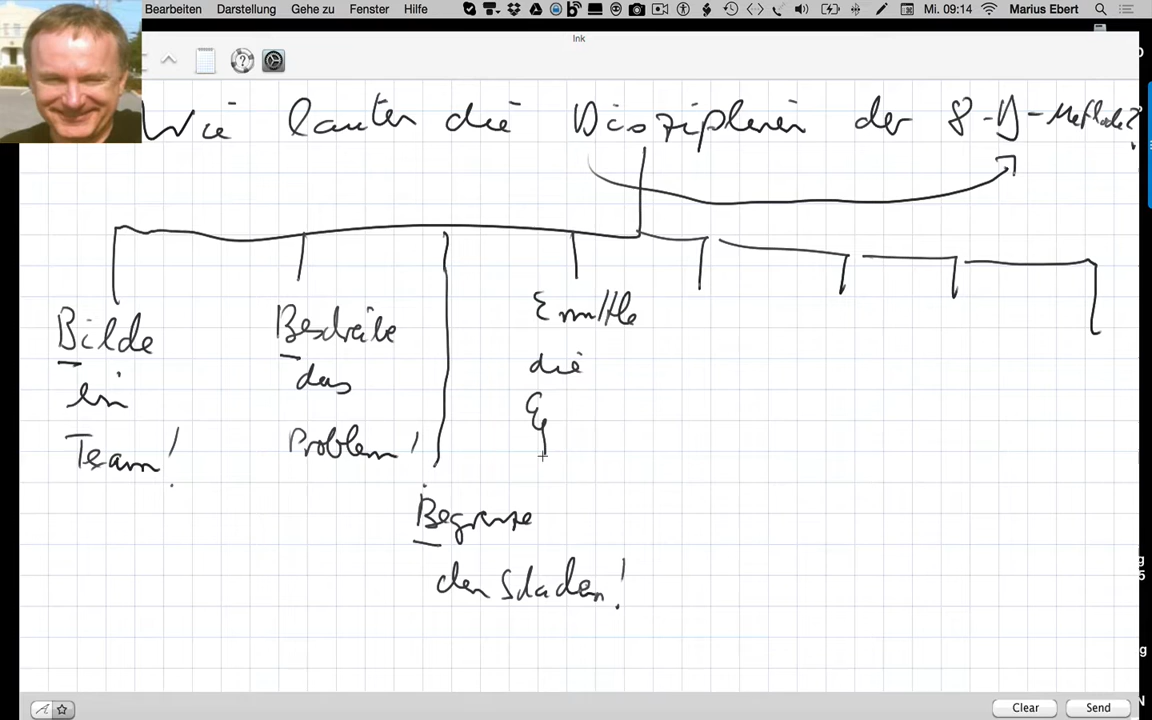 Bearbeiten Darstellung Gehe zu Fenster Hilfe Mi. 09:14 Marius Ebert
Ink
Wie lauten die Disziplinen der 8-D-Methode?
Bilde
ein
Team!
Beschreibe
das
Problem!
Begrenze
den Schaden!
Ermittle
die
Clear Send